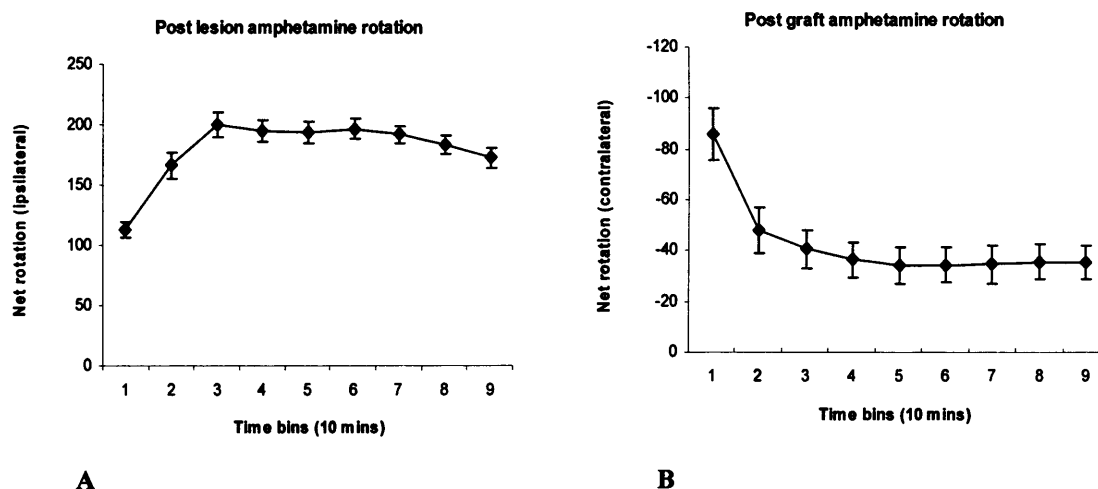 Post lesion amphetamine rotation
250
200
150
100
50
0
Net rotation (ipsilateral)
1 2 3 4 5 6 7 8 9
Time bins (10 mins)
A
Post graft amphetamine rotation
-120
-100
-80
-60
-40
-20
-0
Net rotation (contralateral)
1 2 3 4 5 6 7 8 9
Time bins (10 mins)
B